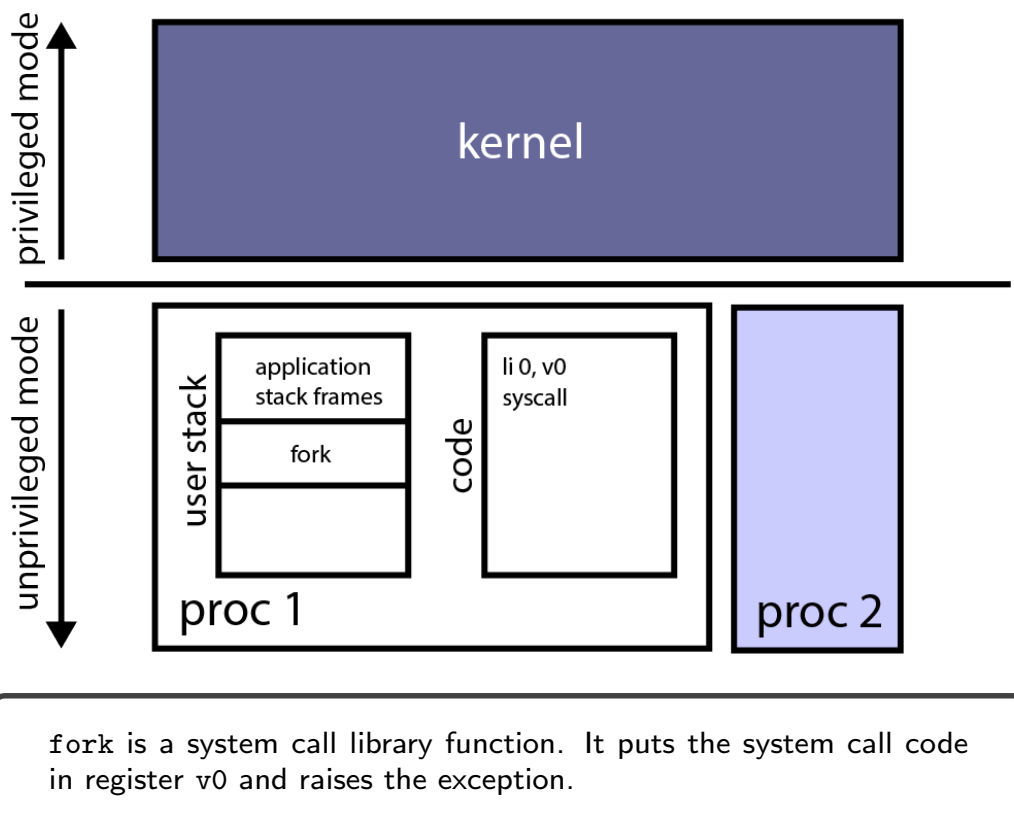 privileged mode
kernel
unprivileged mode
user stack
application
stack frames
fork
code
li 0, v0
syscall
proc 1
proc 2
fork is a system call library function. It puts the system call code
in register v0 and raises the exception.